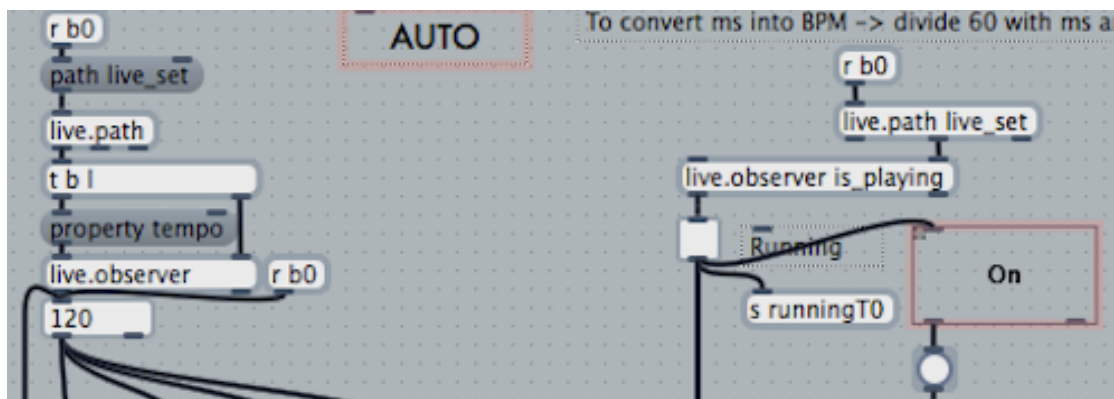 r b0
path live_set
live.path
t b l
property tempo
live.observer
r b0
120
AUTO
To convert ms into BPM -> divide 60 with ms
r b0
live.path live_set
live.observer is_playing
Running
s runningT0
On